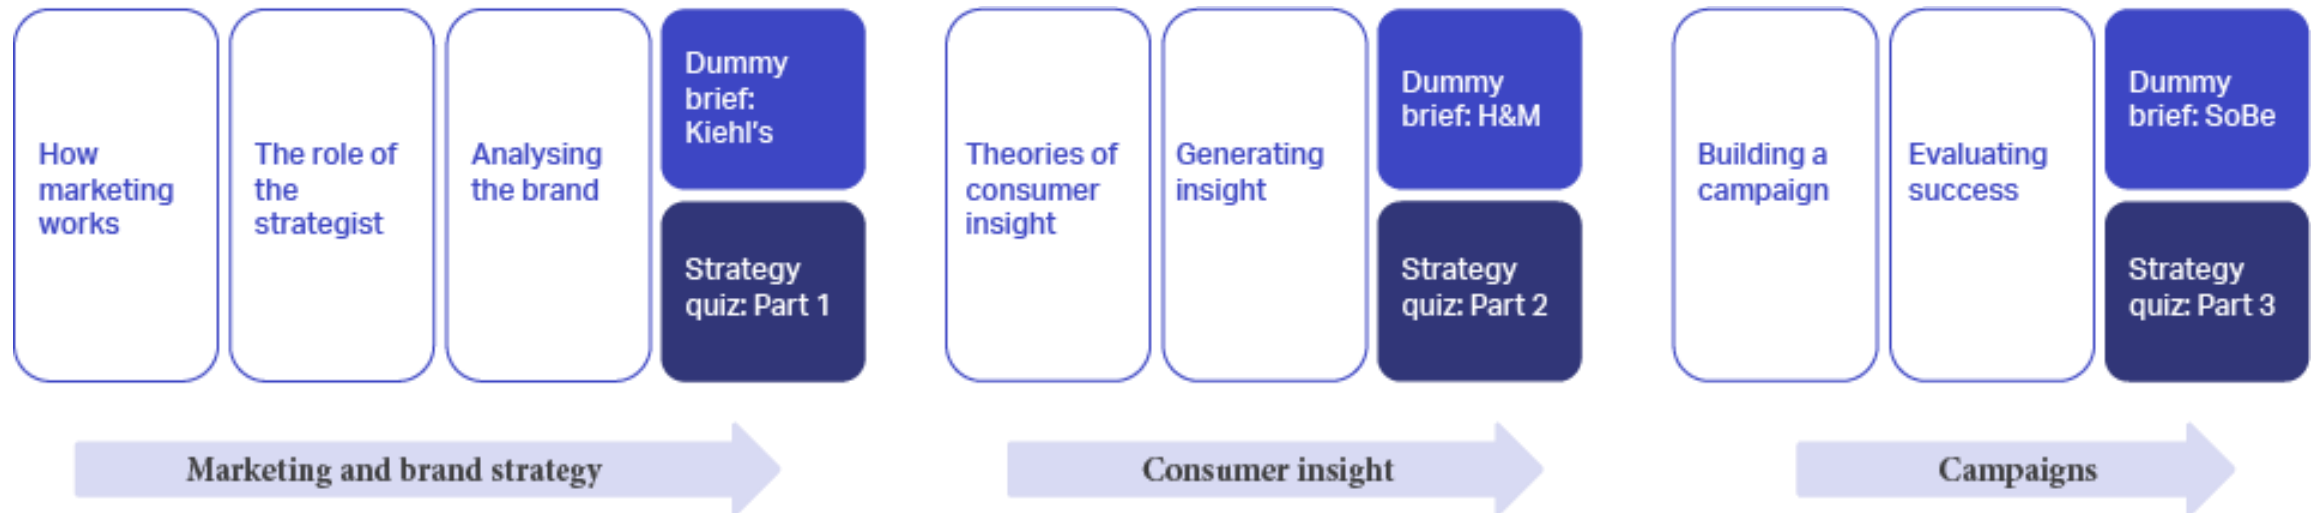 How
marketing
works
The role of
the
strategist
Analysing
the brand
Dummy
brief:
Kiehl's
Strategy
quiz: Part 1
Theories of
consumer
insight
Generating
insight
Dummy
brief: H&M
Strategy
quiz: Part 2
Building a
campaign
Evaluating
success
Dummy
brief: SoBe
Strategy
quiz: Part 3
Marketing and brand strategy
Consumer insight
Campaigns